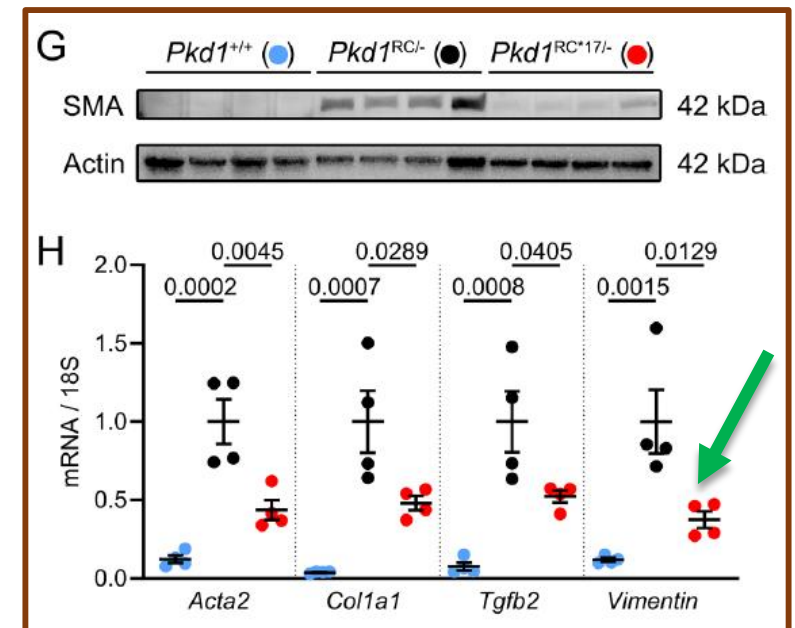 G
Pkd1+/+ (●) Pkd1RC/- (●) Pkd1RC*17/- (●)
SMA 42 kDa
Actin 42 kDa
H
0.0045 0.0289 0.0405 0.0129
0.0002 0.0007 0.0008 0.0015
mRNA / 18S
2.0
1.5
1.0
0.5
0.0
Acta2 Col1a1 Tgfb2 Vimentin